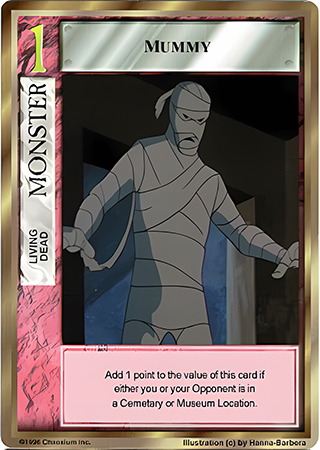 1
MUMMY
MONSTER
LIVING
DEAD
Add 1 point to the value of this card if
either you or your Opponent is in
a Cemetary or Museum Location.
©1996 Chaosium Inc.
Illustration (c) by Hanna-Barbera